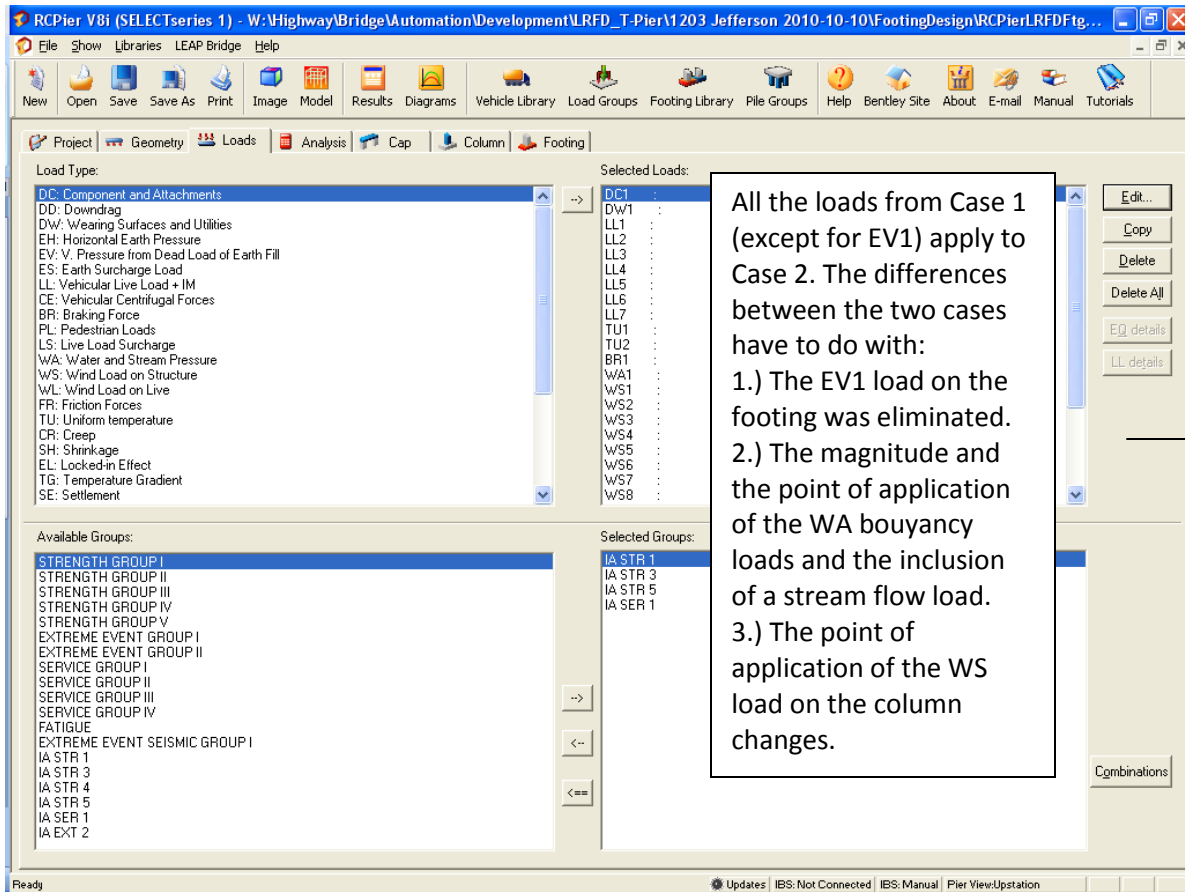 RCPier V8i (SELECTseries 1) - W:\Highway\Bridge\Automation\Development\LRFD_T-Pier\1203 Jefferson 2010-10-10\FootingDesign\RCPierLRFDFtg...
File Show Libraries LEAP Bridge Help
New Open Save Save As Print Image Model Results Diagrams Vehicle Library Load Groups Footing Library Pile Groups Help Bentley Site About E-mail Manual Tutorials
Project Geometry Loads Analysis Cap Column Footing
Load Type:
DC: Component and Attachments
DD: Downdrag
DW: Wearing Surfaces and Utilities
EH: Horizontal Earth Pressure
EV: V. Pressure from Dead Load of Earth Fill
ES: Earth Surcharge Load
LL: Vehicular Live Load + IM
CE: Vehicular Centrifugal Forces
BR: Braking Force
PL: Pedestrian Loads
LS: Live Load Surcharge
WA: Water and Stream Pressure
WS: Wind Load on Structure
WL: Wind Load on Live
FR: Friction Forces
TU: Uniform temperature
CR: Creep
SH: Shrinkage
EL: Locked-in Effect
TG: Temperature Gradient
SE: Settlement
-->
Selected Loads:
DC1 :
DW1 :
LL1 :
LL2 :
LL3 :
LL4 :
LL5 :
LL6 :
LL7 :
TU1 :
TU2 :
BR1 :
WA1 :
WS1 :
WS2 :
WS3 :
WS4 :
WS5 :
WS6 :
WS7 :
WS8 :
All the loads from Case 1
(except for EV1) apply to
Case 2. The differences
between the two cases
have to do with:
1.) The EV1 load on the
footing was eliminated.
2.) The magnitude and
the point of application
of the WA bouyancy
loads and the inclusion
of a stream flow load.
3.) The point of
application of the WS
load on the column
changes.
Edit...
Copy
Delete
Delete All
EQ details
LL details
Available Groups:
STRENGTH GROUP I
STRENGTH GROUP II
STRENGTH GROUP III
STRENGTH GROUP IV
STRENGTH GROUP V
EXTREME EVENT GROUP I
EXTREME EVENT GROUP II
SERVICE GROUP I
SERVICE GROUP II
SERVICE GROUP III
SERVICE GROUP IV
FATIGUE
EXTREME EVENT SEISMIC GROUP I
IA STR 1
IA STR 3
IA STR 4
IA STR 5
IA SER 1
IA EXT 2
-->
<--
<==
Selected Groups:
IA STR 1
IA STR 3
IA STR 5
IA SER 1
Combinations
Ready Updates IBS: Not Connected IBS: Manual Pier View:Upstation